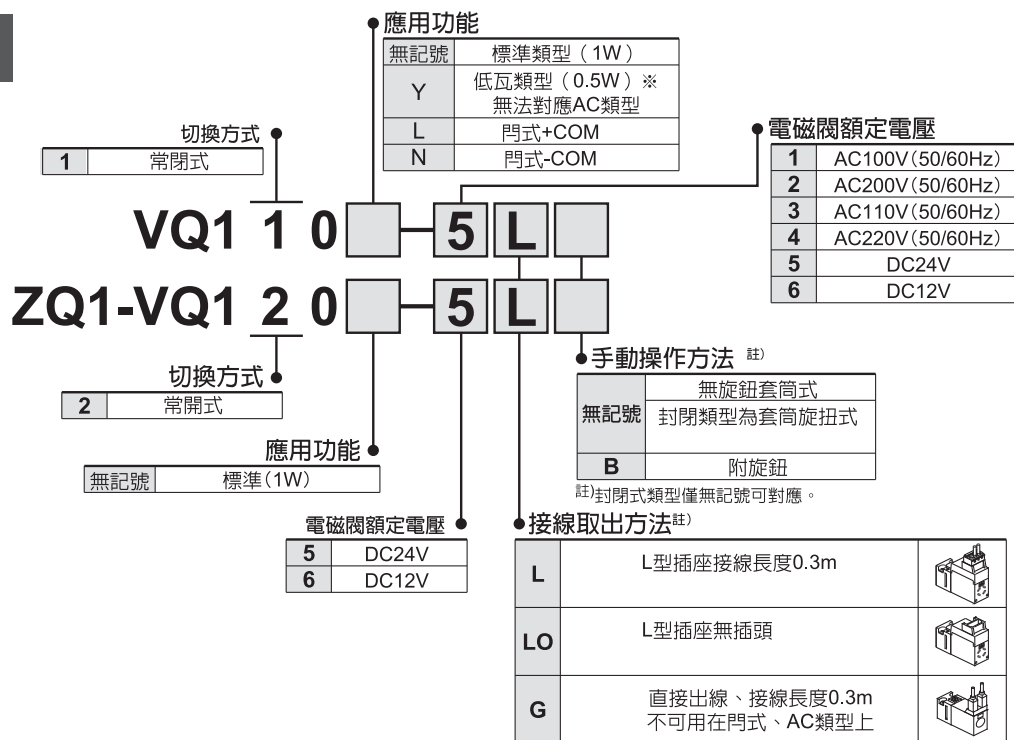 應用功能
無記號 標準類型（1W）
Y 低瓦類型（0.5W）※
無法對應AC類型
L 閂式+COM
N 閂式-COM
切換方式
1 常閉式
電磁閥額定電壓
1 AC100V(50/60Hz)
2 AC200V(50/60Hz)
3 AC110V(50/60Hz)
4 AC220V(50/60Hz)
5 DC24V
6 DC12V
VQ1 1 0 - 5 L
ZQ1-VQ1 2 0 - 5 L
切換方式
2 常開式
手動操作方法 註)
無記號 無旋鈕套筒式
封閉類型為套筒旋扭式
B 附旋鈕
註)封閉式類型僅無記號可對應。
應用功能
無記號 標準(1W)
電磁閥額定電壓
5 DC24V
6 DC12V
接線取出方法註)
L L型插座接線長度0.3m
LO L型插座無插頭
G 直接出線、接線長度0.3m
不可用在閂式、AC類型上